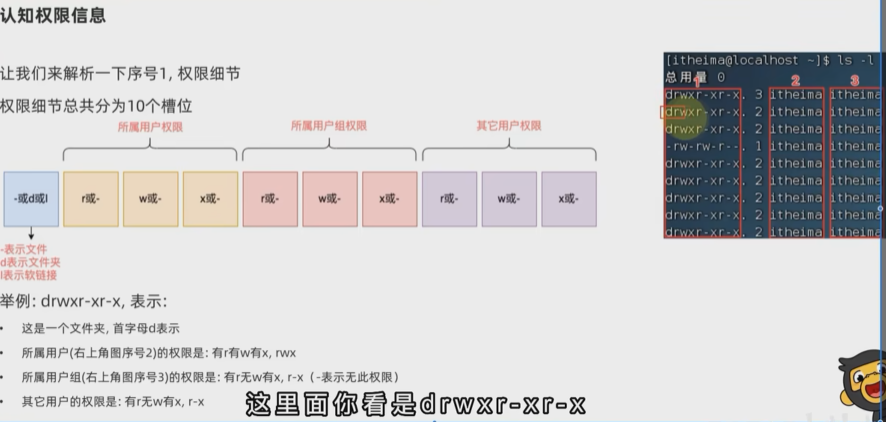 认知权限信息
让我们来解析一下序号1, 权限细节
权限细节总共分为10个槽位
所属用户权限
所属用户组权限
其它用户权限
-或d或l
r或-
w或-
x或-
r或-
w或-
x或-
r或-
w或-
x或-
-表示文件
d表示文件夹
l表示软链接
举例: drwxr-xr-x, 表示:
• 这是一个文件夹, 首字母d表示
• 所属用户(右上角图序号2)的权限是: 有r有w有x, rwx
• 所属用户组(右上角图序号3)的权限是: 有r无w有x, r-x (-表示无此权限)
• 其它用户的权限是: 有r无w有x, r-x
[itheima@localhost ~]$ ls -l
总用量 0
1
2
3
drwxr-xr-x. 3 itheima itheima
drwxr-xr-x. 2 itheima itheima
drwxr-xr-x. 2 itheima itheima
-rw-rw-r--. 1 itheima itheima
drwxr-xr-x. 2 itheima itheima
drwxr-xr-x. 2 itheima itheima
drwxr-xr-x. 2 itheima itheima
drwxr-xr-x. 2 itheima itheima
drwxr-xr-x. 2 itheima itheima
这里面你看是drwxr-xr-x